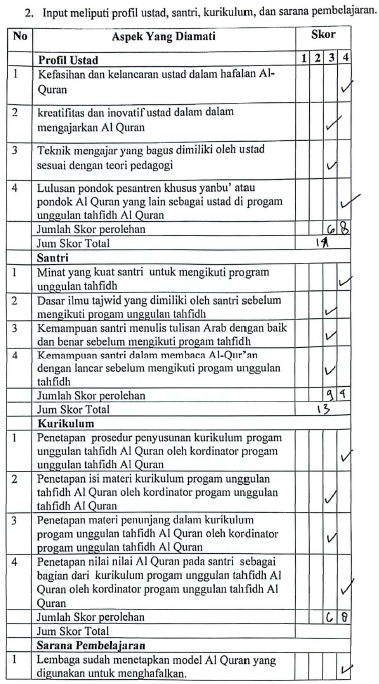 2. Input meliputi profil ustad, santri, kurikulum, dan sarana pembelajaran.
No Aspek Yang Diamati Skor
Profil Ustad 1 2 3 4
1 Kefasihan dan kelancaran ustad dalam hafalan Al-
Quran ✓
2 kreatifitas dan inovatif ustad dalam dalam
mengajarkan Al Quran ✓
3 Teknik mengajar yang bagus dimiliki oleh ustad
sesuai dengan teori pedagogi ✓
4 Lulusan pondok pesantren khusus yanbu' atau
pondok Al Quran yang lain sebagai ustad di progam ✓
unggulan tahfidh Al Quran
Jumlah Skor perolehan 6 8
Jum Skor Total 14
Santri
1 Minat yang kuat santri untuk mengikuti program
unggulan tahfidh ✓
2 Dasar ilmu tajwid yang dimiliki oleh santri sebelum
mengikuti progam unggulan tahfidh ✓
3 Kemampuan santri menulis tulisan Arab dengan baik
dan benar sebelum mengikuti progam tahfidh ✓
4 Kemampuan santri dalam membaca Al-Qur"an
dengan lancar sebelum mengikuti progam unggulan ✓
tahfidh
Jumlah Skor perolehan 9 4
Jum Skor Total 13
Kurikulum
1 Penetapan prosedur penyusunan kurikulum progam
unggulan tahfidh Al Quran oleh kordinator progam
unggulan tahfidh Al Quran ✓
2 Penetapan isi materi kurikulum progam unggulan
tahfidh Al Quran oleh kordinator progam unggulan
tahfidh Al Quran ✓
3 Penetapan materi penunjang dalam kurikulum
progam unggulan tahfidh Al Quran oleh kordinator
progam unggulan tahfidh Al Quran ✓
4 Penetapan nilai nilai Al Quran pada santri sebagai
bagian dari kurikulum progam unggulan tahfidh Al
Quran oleh kordinator progam unggulan tahfidh Al
Quran ✓
Jumlah Skor perolehan 6 8
Jum Skor Total
Sarana Pembelajaran
1 Lembaga sudah menetapkan model Al Quran yang
digunakan untuk menghafalkan. ✓